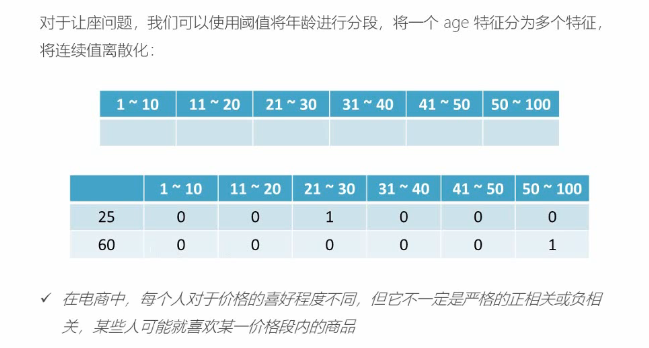 对于让座问题，我们可以使用阈值将年龄进行分段，将一个 age 特征分为多个特征，
将连续值离散化：
1 ~ 10 11 ~ 20 21 ~ 30 31 ~ 40 41 ~ 50 50 ~ 100
1 ~ 10 11 ~ 20 21 ~ 30 31 ~ 40 41 ~ 50 50 ~ 100
25 0 0 1 0 0 0
60 0 0 0 0 0 1
✓ 在电商中，每个人对于价格的喜好程度不同，但它不一定是严格的正相关或负相
关，某些人可能就喜欢某一价格段内的商品